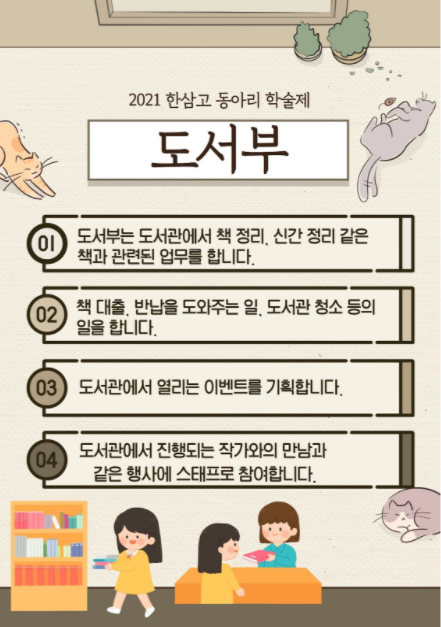 2021 한삼고 동아리 학술제
도서부
01
도서부는 도서관에서 책 정리, 신간 정리 같은
책과 관련된 업무를 합니다.
02
책 대출, 반납을 도와주는 일, 도서관 청소 등의
일을 합니다.
03
도서관에서 열리는 이벤트를 기획합니다.
04
도서관에서 진행되는 작가와의 만남과
같은 행사에 스태프로 참여합니다.